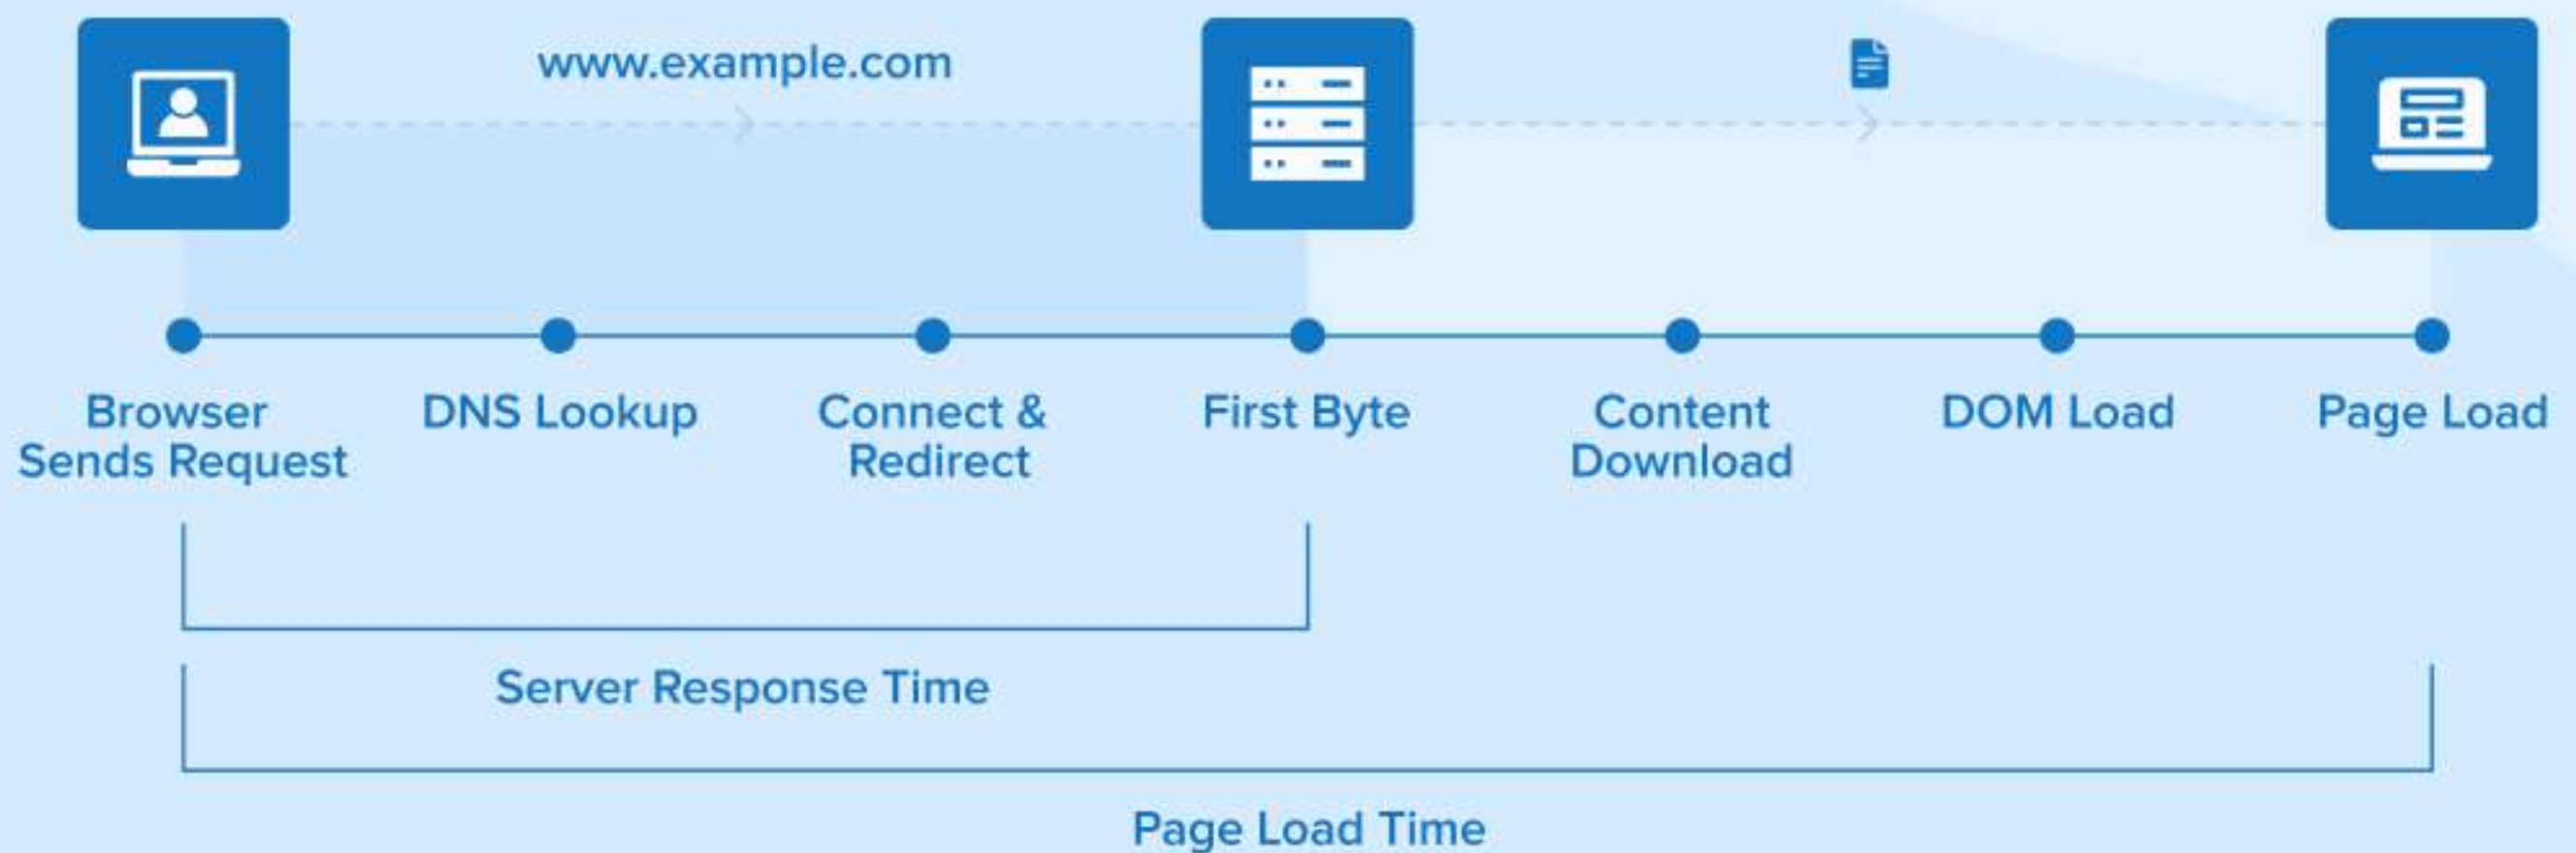 www.example.com
Browser
Sends Request
DNS Lookup
Connect &
Redirect
First Byte
Content
Download
DOM Load
Page Load
Server Response Time
Page Load Time